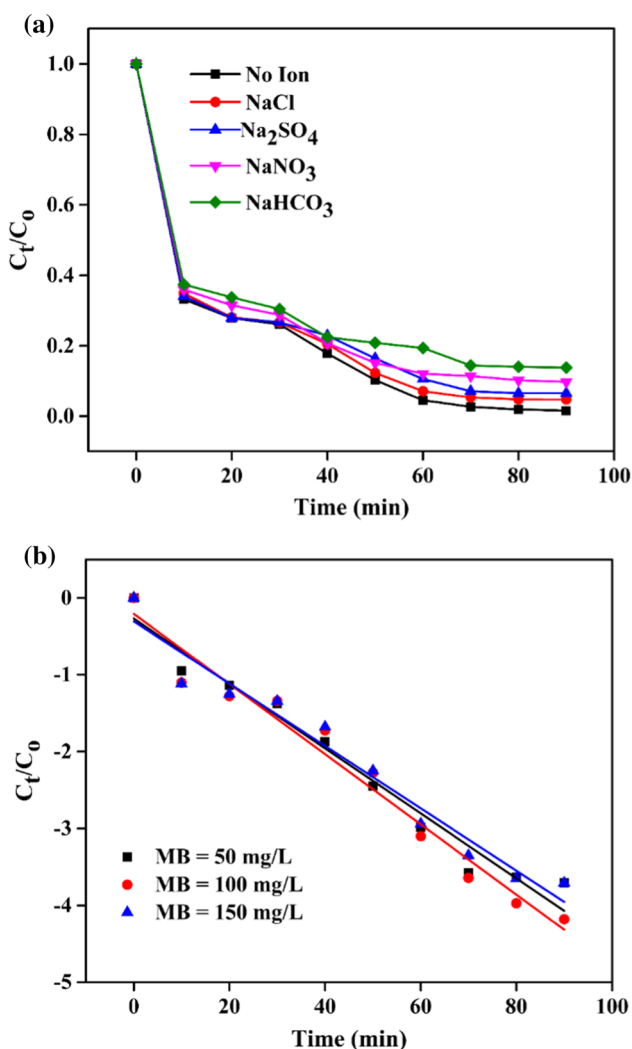 (a)
1.0
0.8
0.6
0.4
0.2
0.0
Ct/Co
No Ion
NaCl
Na2SO4
NaNO3
NaHCO3
0 20 40 60 80 100
Time (min)
(b)
0
-1
-2
-3
-4
-5
Ct/Co
MB = 50 mg/L
MB = 100 mg/L
MB = 150 mg/L
0 20 40 60 80 100
Time (min)